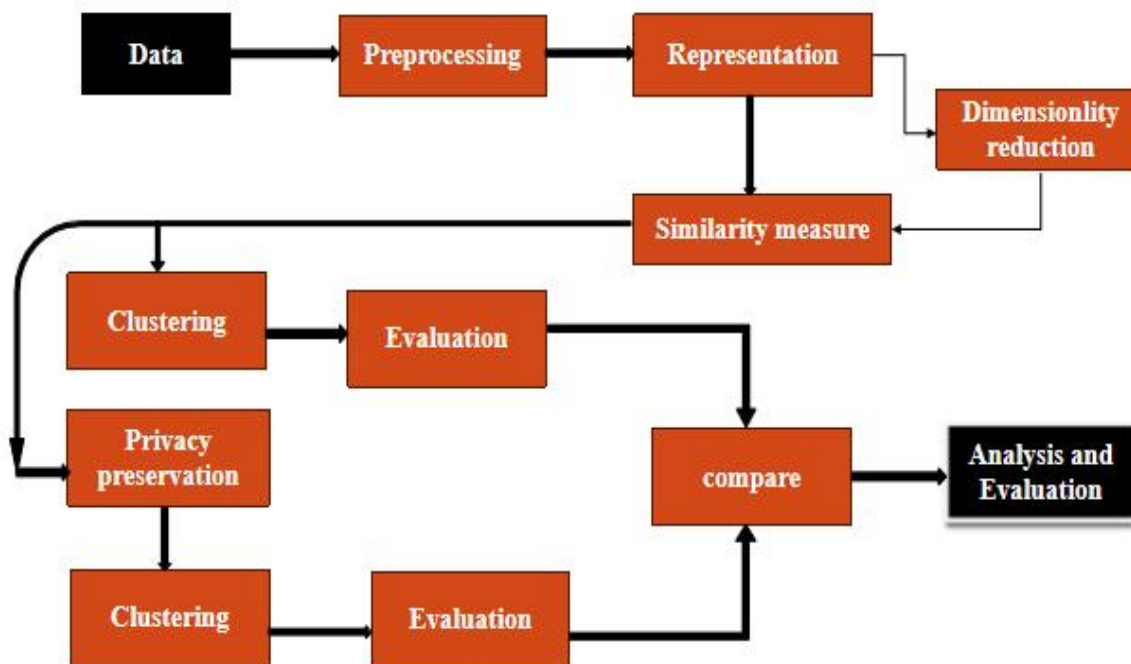 Data
Preprocessing
Representation
Dimensionlity
reduction
Similarity measure
Clustering
Evaluation
Privacy
preservation
compare
Analysis and
Evaluation
Clustering
Evaluation